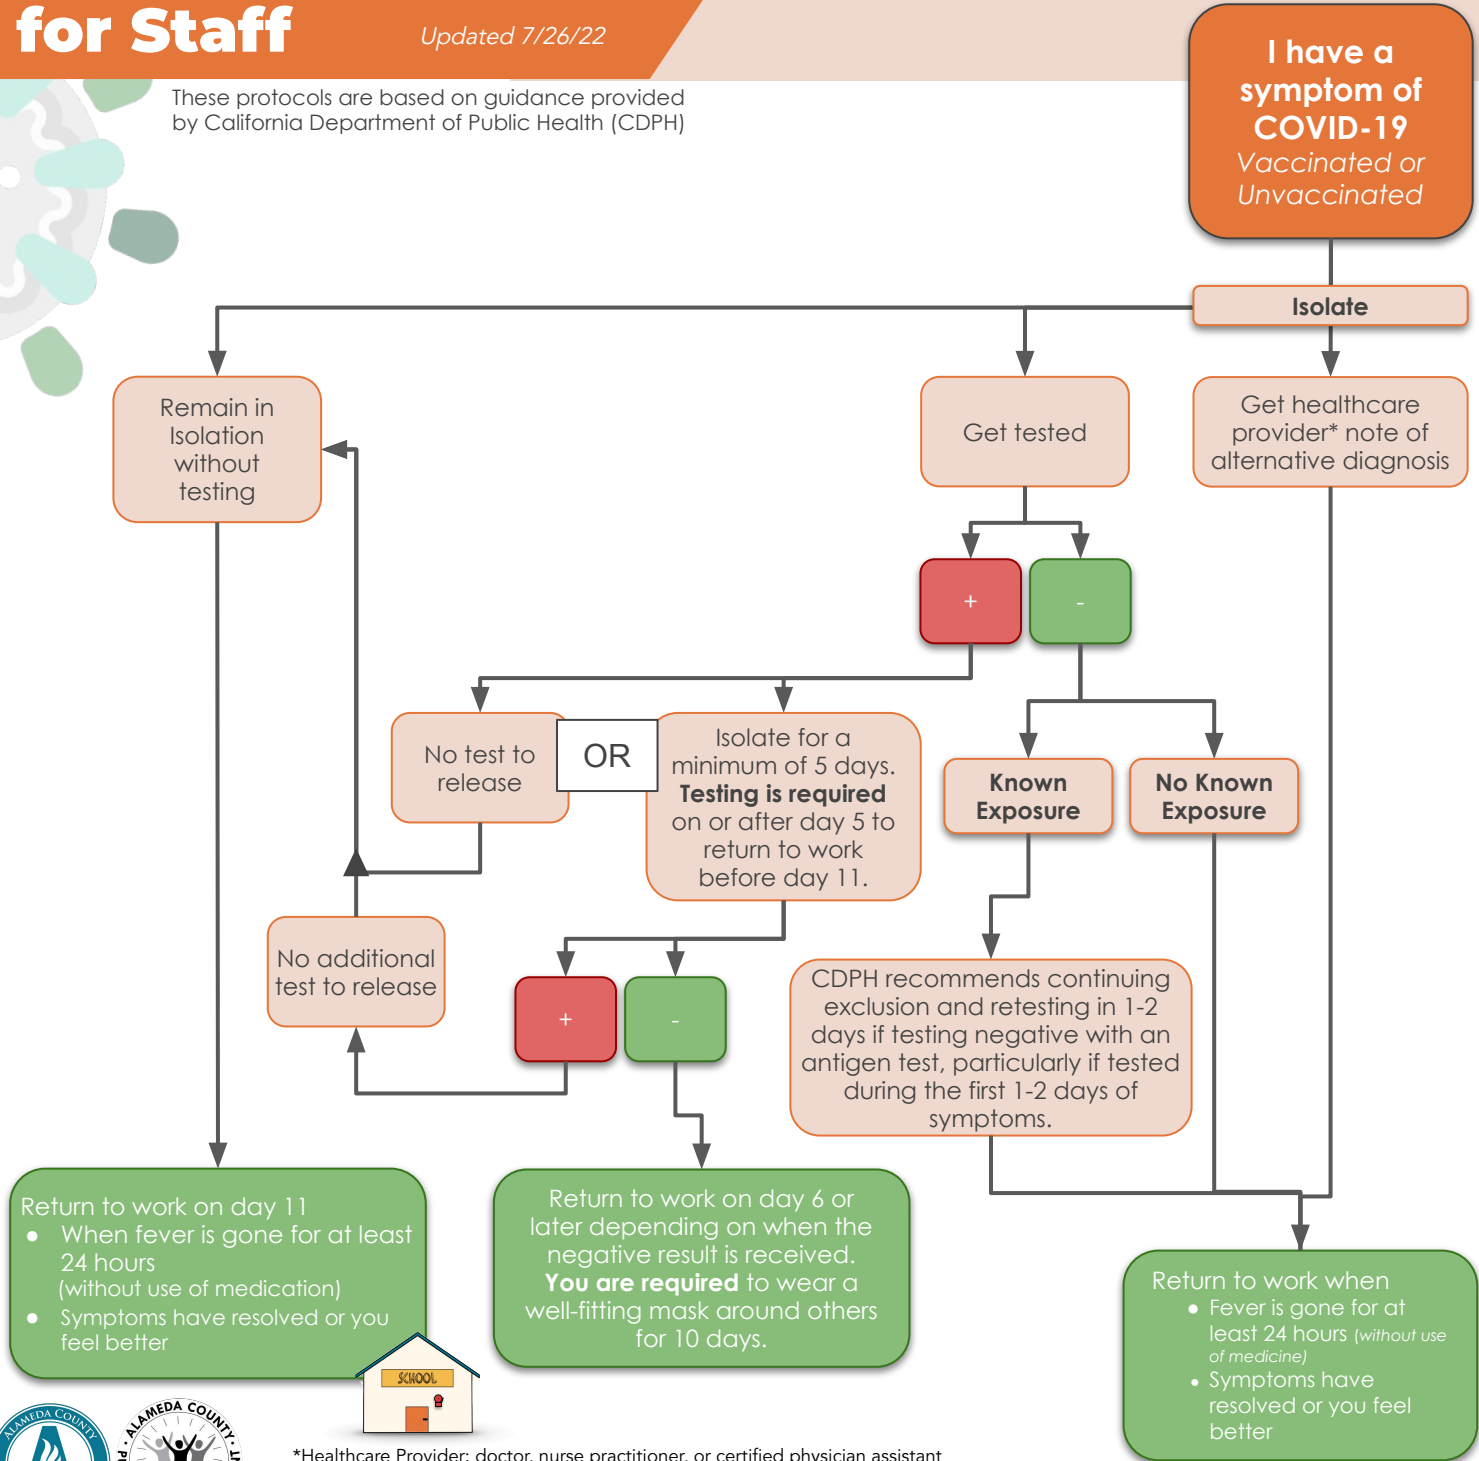 for Staff
Updated 7/26/22
These protocols are based on guidance provided
by California Department of Public Health (CDPH)
I have a
symptom of
COVID-19
Vaccinated or
Unvaccinated
Isolate
Remain in
Isolation
without
testing
Get tested
Get healthcare
provider* note of
alternative diagnosis
+
-
No test to
release
OR
Isolate for a
minimum of 5 days.
Testing is required
on or after day 5 to
return to work
before day 11.
Known
Exposure
No Known
Exposure
No additional
test to release
+
-
CDPH recommends continuing
exclusion and retesting in 1-2
days if testing negative with an
antigen test, particularly if tested
during the first 1-2 days of
symptoms.
Return to work on day 11
● When fever is gone for at least
24 hours
(without use of medication)
● Symptoms have resolved or you
feel better
Return to work on day 6 or
later depending on when the
negative result is received.
You are required to wear a
well-fitting mask around others
for 10 days.
Return to work when
● Fever is gone for at
least 24 hours (without use
of medicine)
● Symptoms have
resolved or you feel
better
SCHOOL
ALAMEDA COUNTY
ALAMEDA COUNTY
*Healthcare Provider: doctor, nurse practitioner, or certified physician assistant